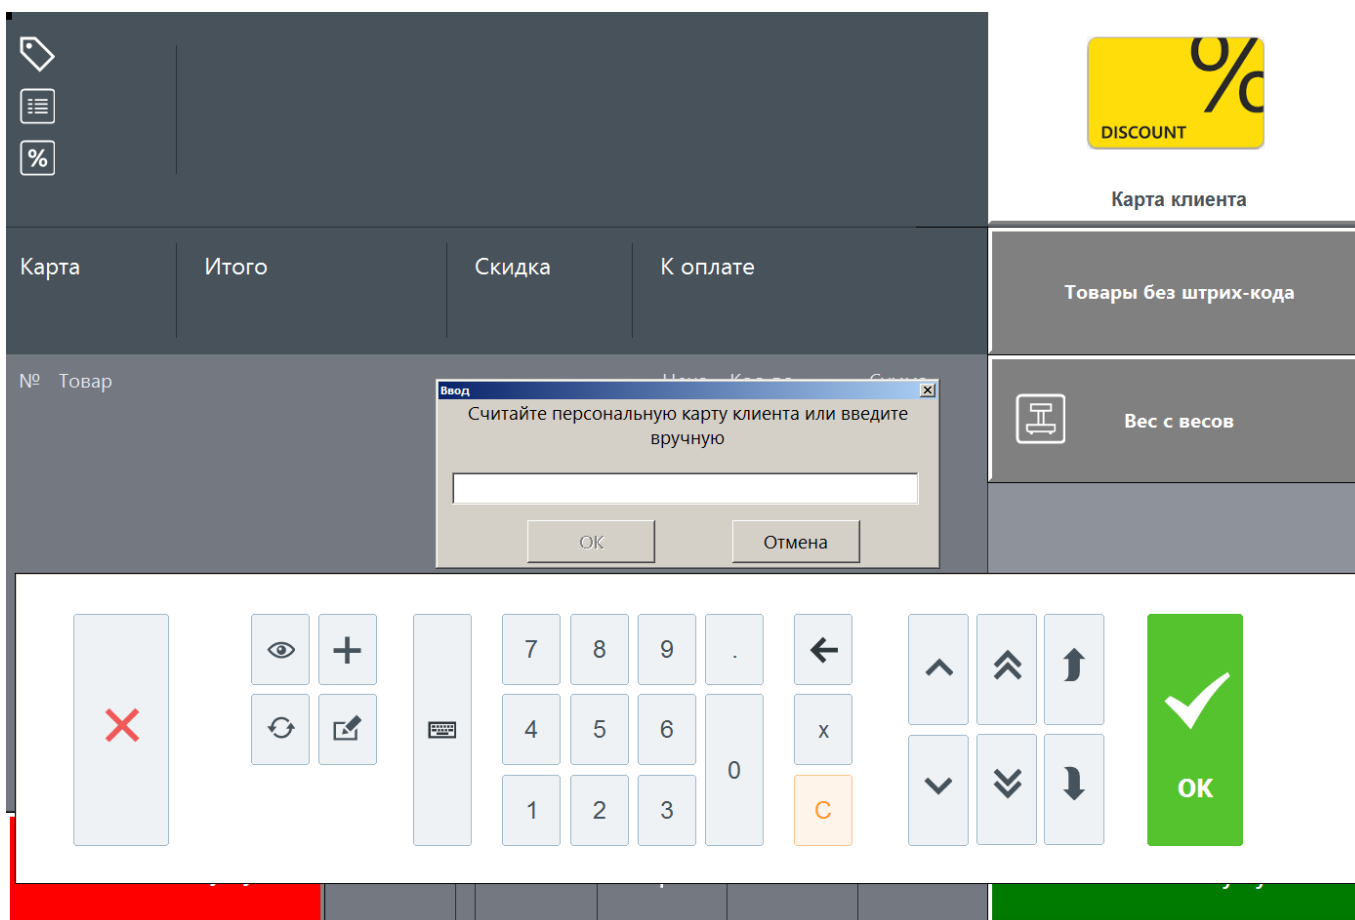 %
DISCOUNT
%
Карта клиента
Карта Итого Скидка К оплате
Товары без штрих-кода
№ Товар
Вес с весов
Ввод
Считайте персональную карту клиента или введите
вручную
OK Отмена
7 8 9 .
4 5 6 x
0
1 2 3 C
OK